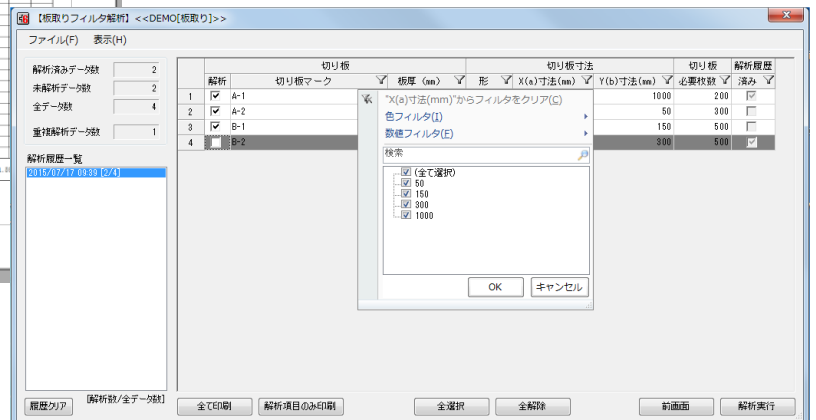 【板取りフィルタ解析】 <<DEMO[板取り]>>
ファイル(F) 表示(H)
解析済みデータ数 2
未解析データ数 2
全データ数 4
重複解析データ数 1
解析履歴一覧
2015/07/17 09:39 [2/4]
切り板 切り板寸法 切り板 解析履歴
解析 切り板マーク 板厚 (mm) 形 X(a)寸法(mm) Y(b)寸法(mm) 必要枚数 済み
1 A-1 1000 200
2 A-2 50 300
3 B-1 150 500
4 B-2 300 500
"X(a)寸法(mm)"からフィルタをクリア(C)
色フィルタ(I)
数値フィルタ(F)
検索
(全て選択)
50
150
300
1000
OK キャンセル
履歴クリア [解析数/全データ数] 全て印刷 解析項目のみ印刷 全選択 全解除 前画面 解析実行